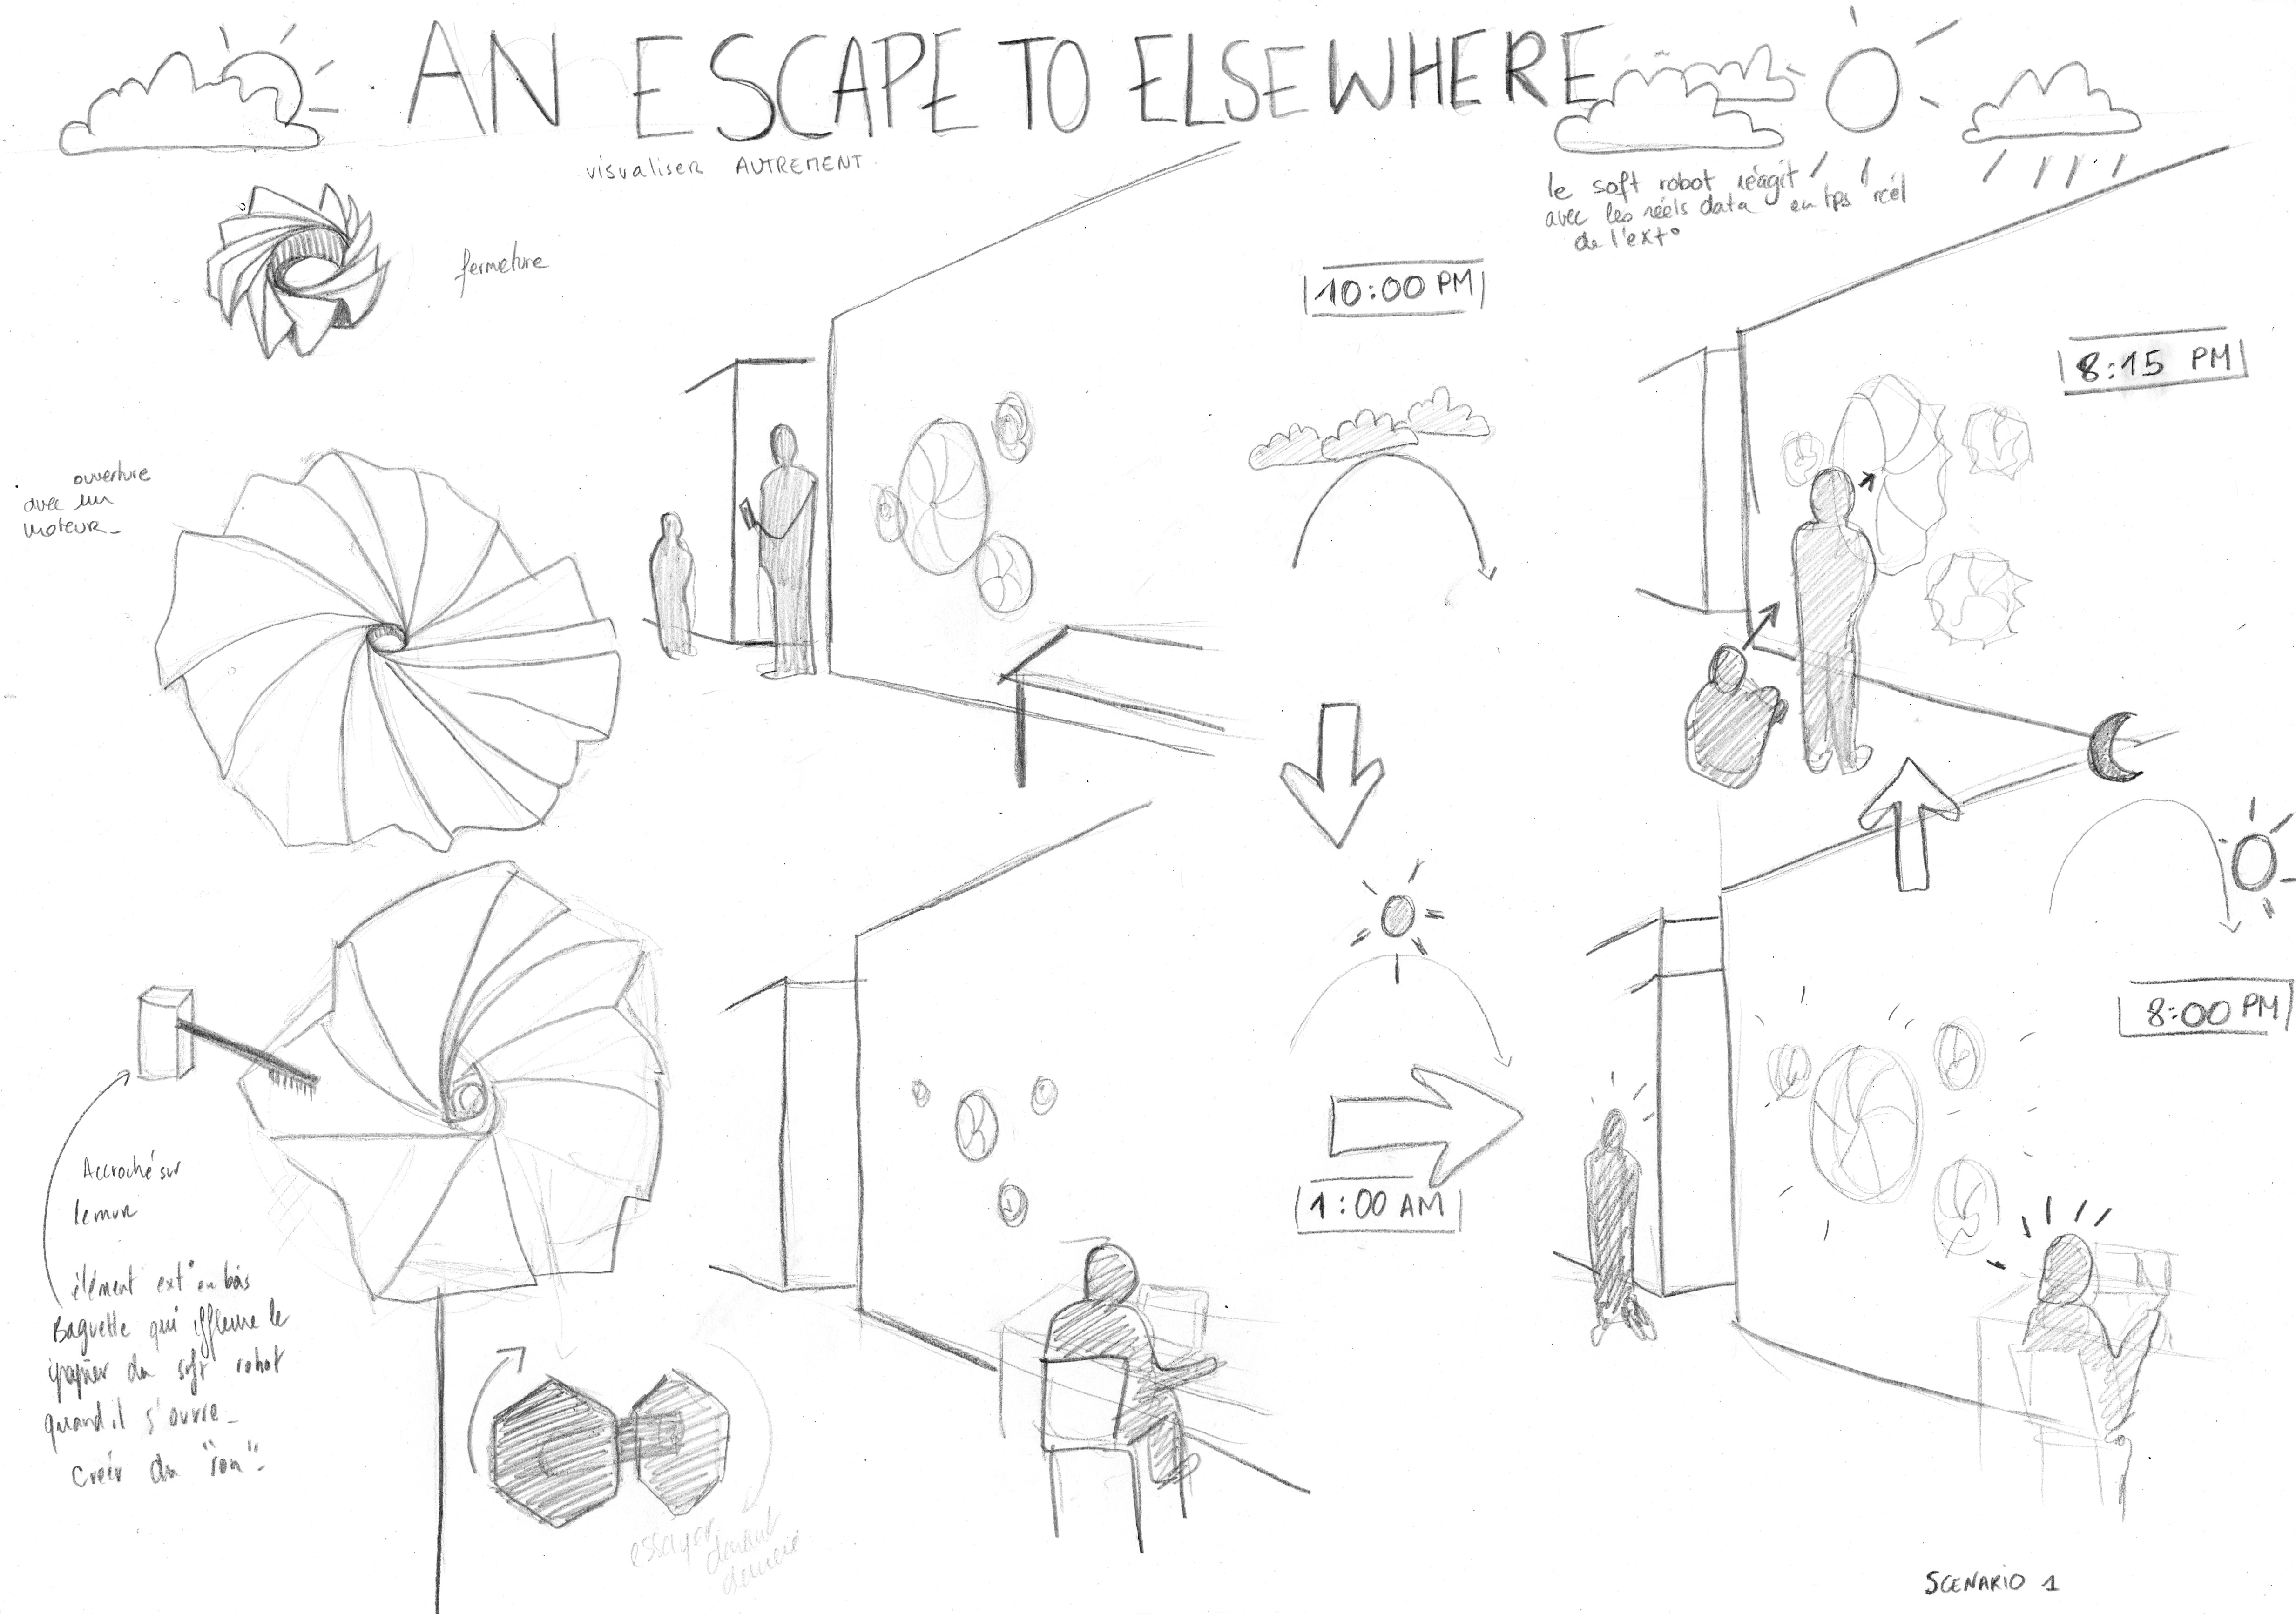 AN ESCAPE TO ELSEWHERE
visualiser AUTREMENT
le soft robot réagit
avec les réels data en tps réel
de l'ext°
fermeture
10:00 PM
8:15 PM
ouverture
avec un
moteur_
8:00 PM
Accroché sur
le mur
1:00 AM
élément ext° en bas
Baguette qui effleure le
papier du soft robot
quand il s'ouvre_
créer du "son"_
essayer
devant
derrière
SCENARIO 1